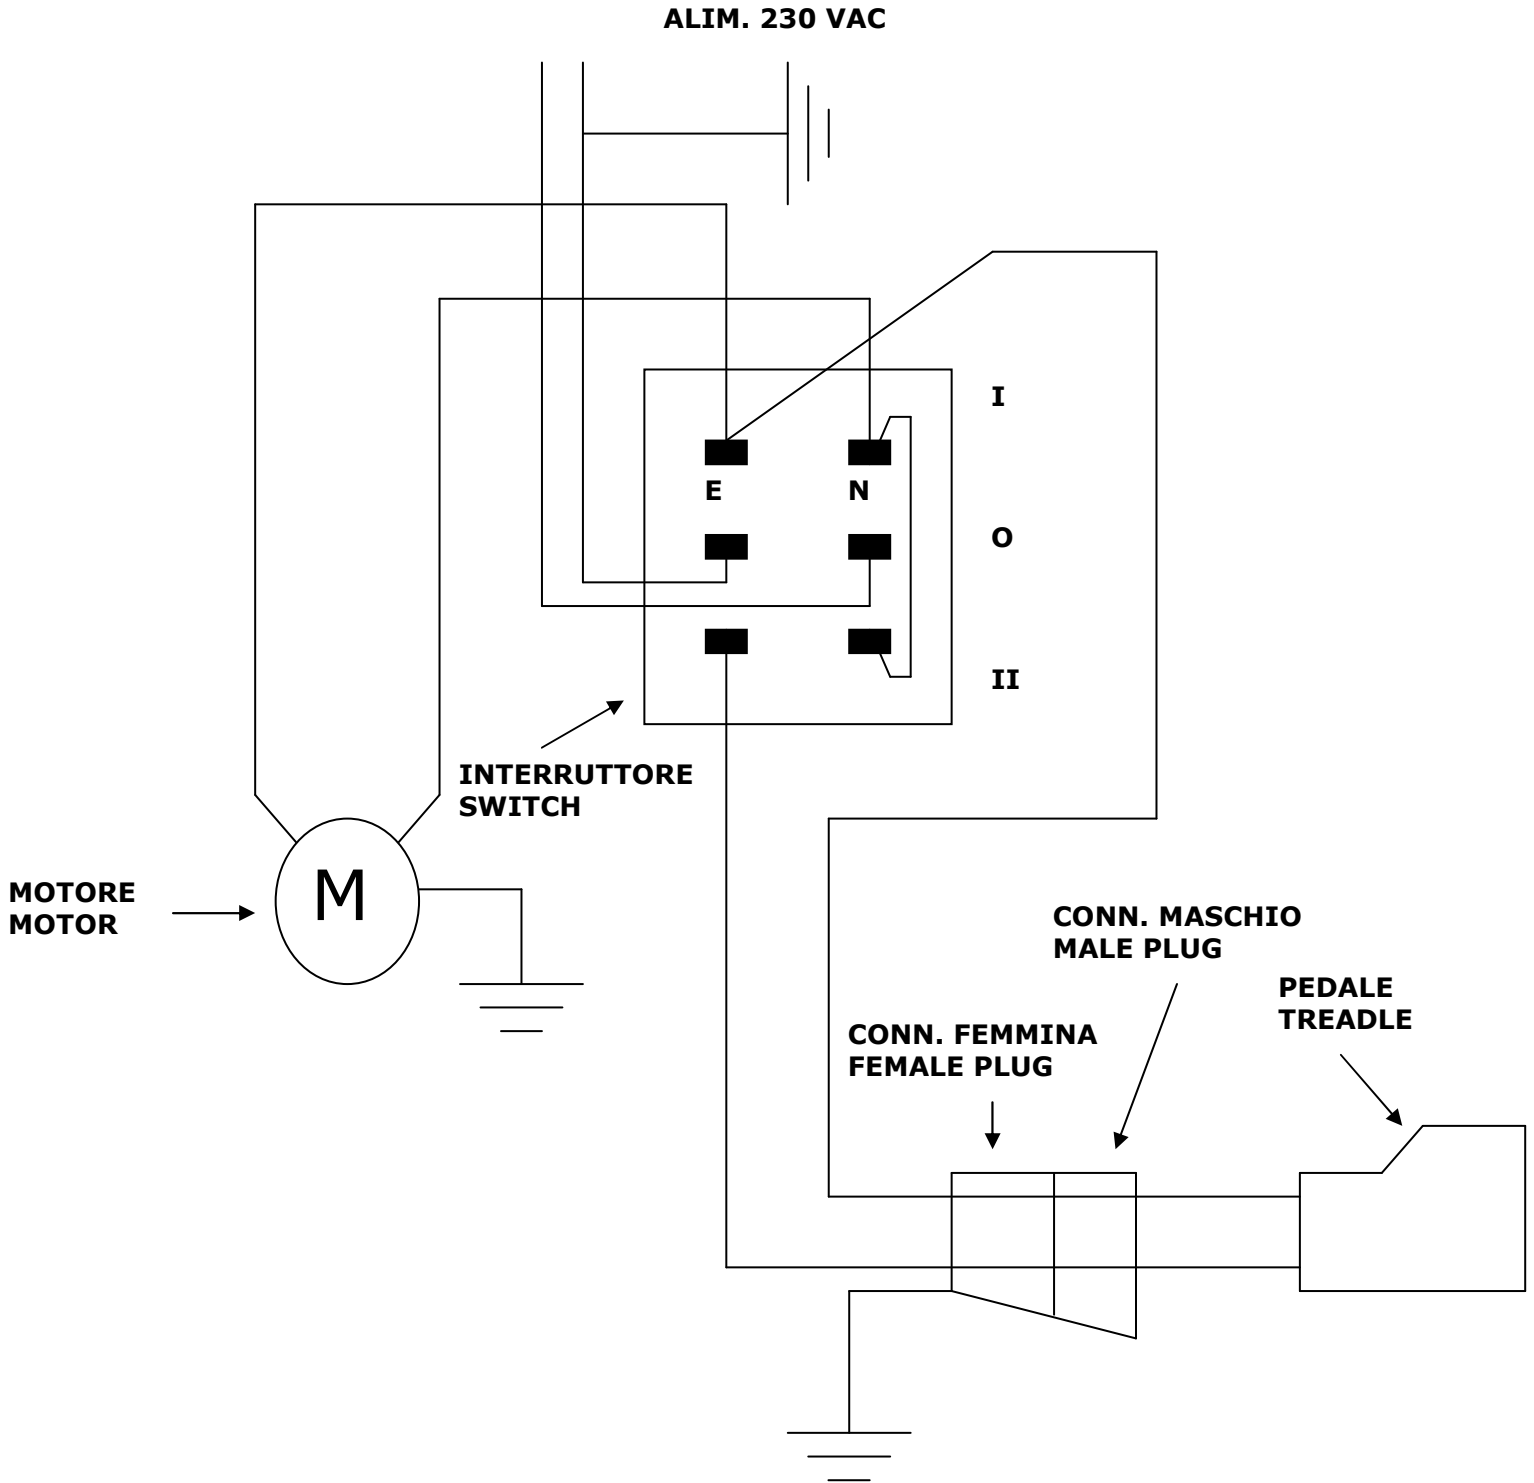 ALIM. 230 VAC
I
E N
O
II
INTERRUTTORE
SWITCH
M
MOTORE
MOTOR
CONN. MASCHIO
MALE PLUG
PEDALE
TREADLE
CONN. FEMMINA
FEMALE PLUG